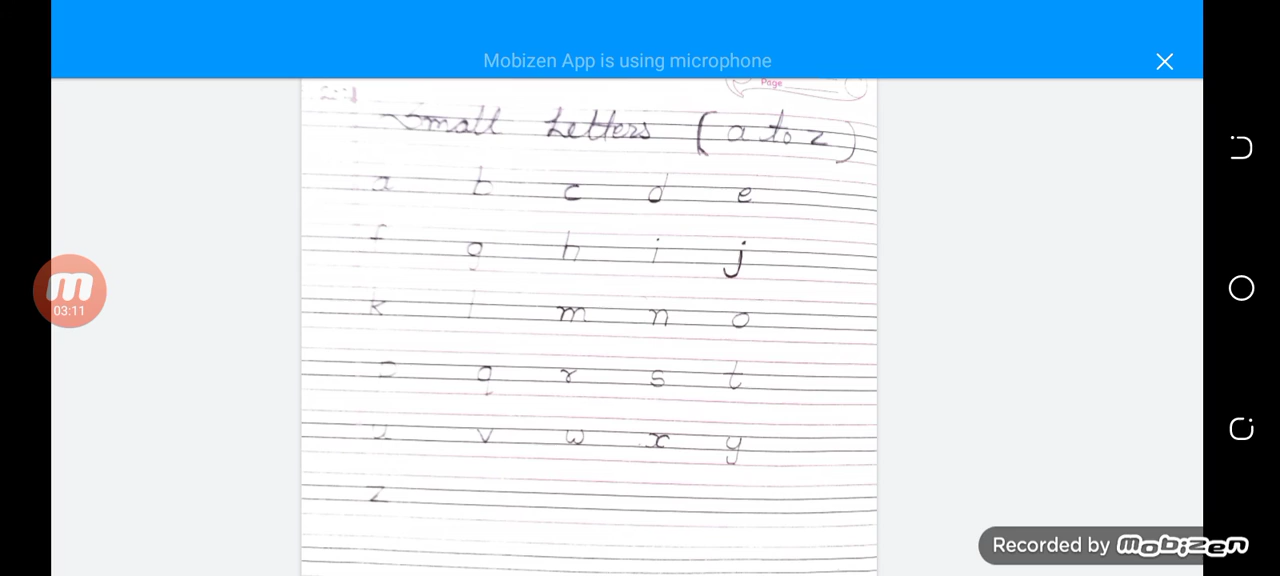 Mobizen App is using microphone
Page
Small Letters (a to z)
a b c d e
f g h i j
03:11
k l m n o
p q r s t
u v w x y
z
Recorded by mobizen